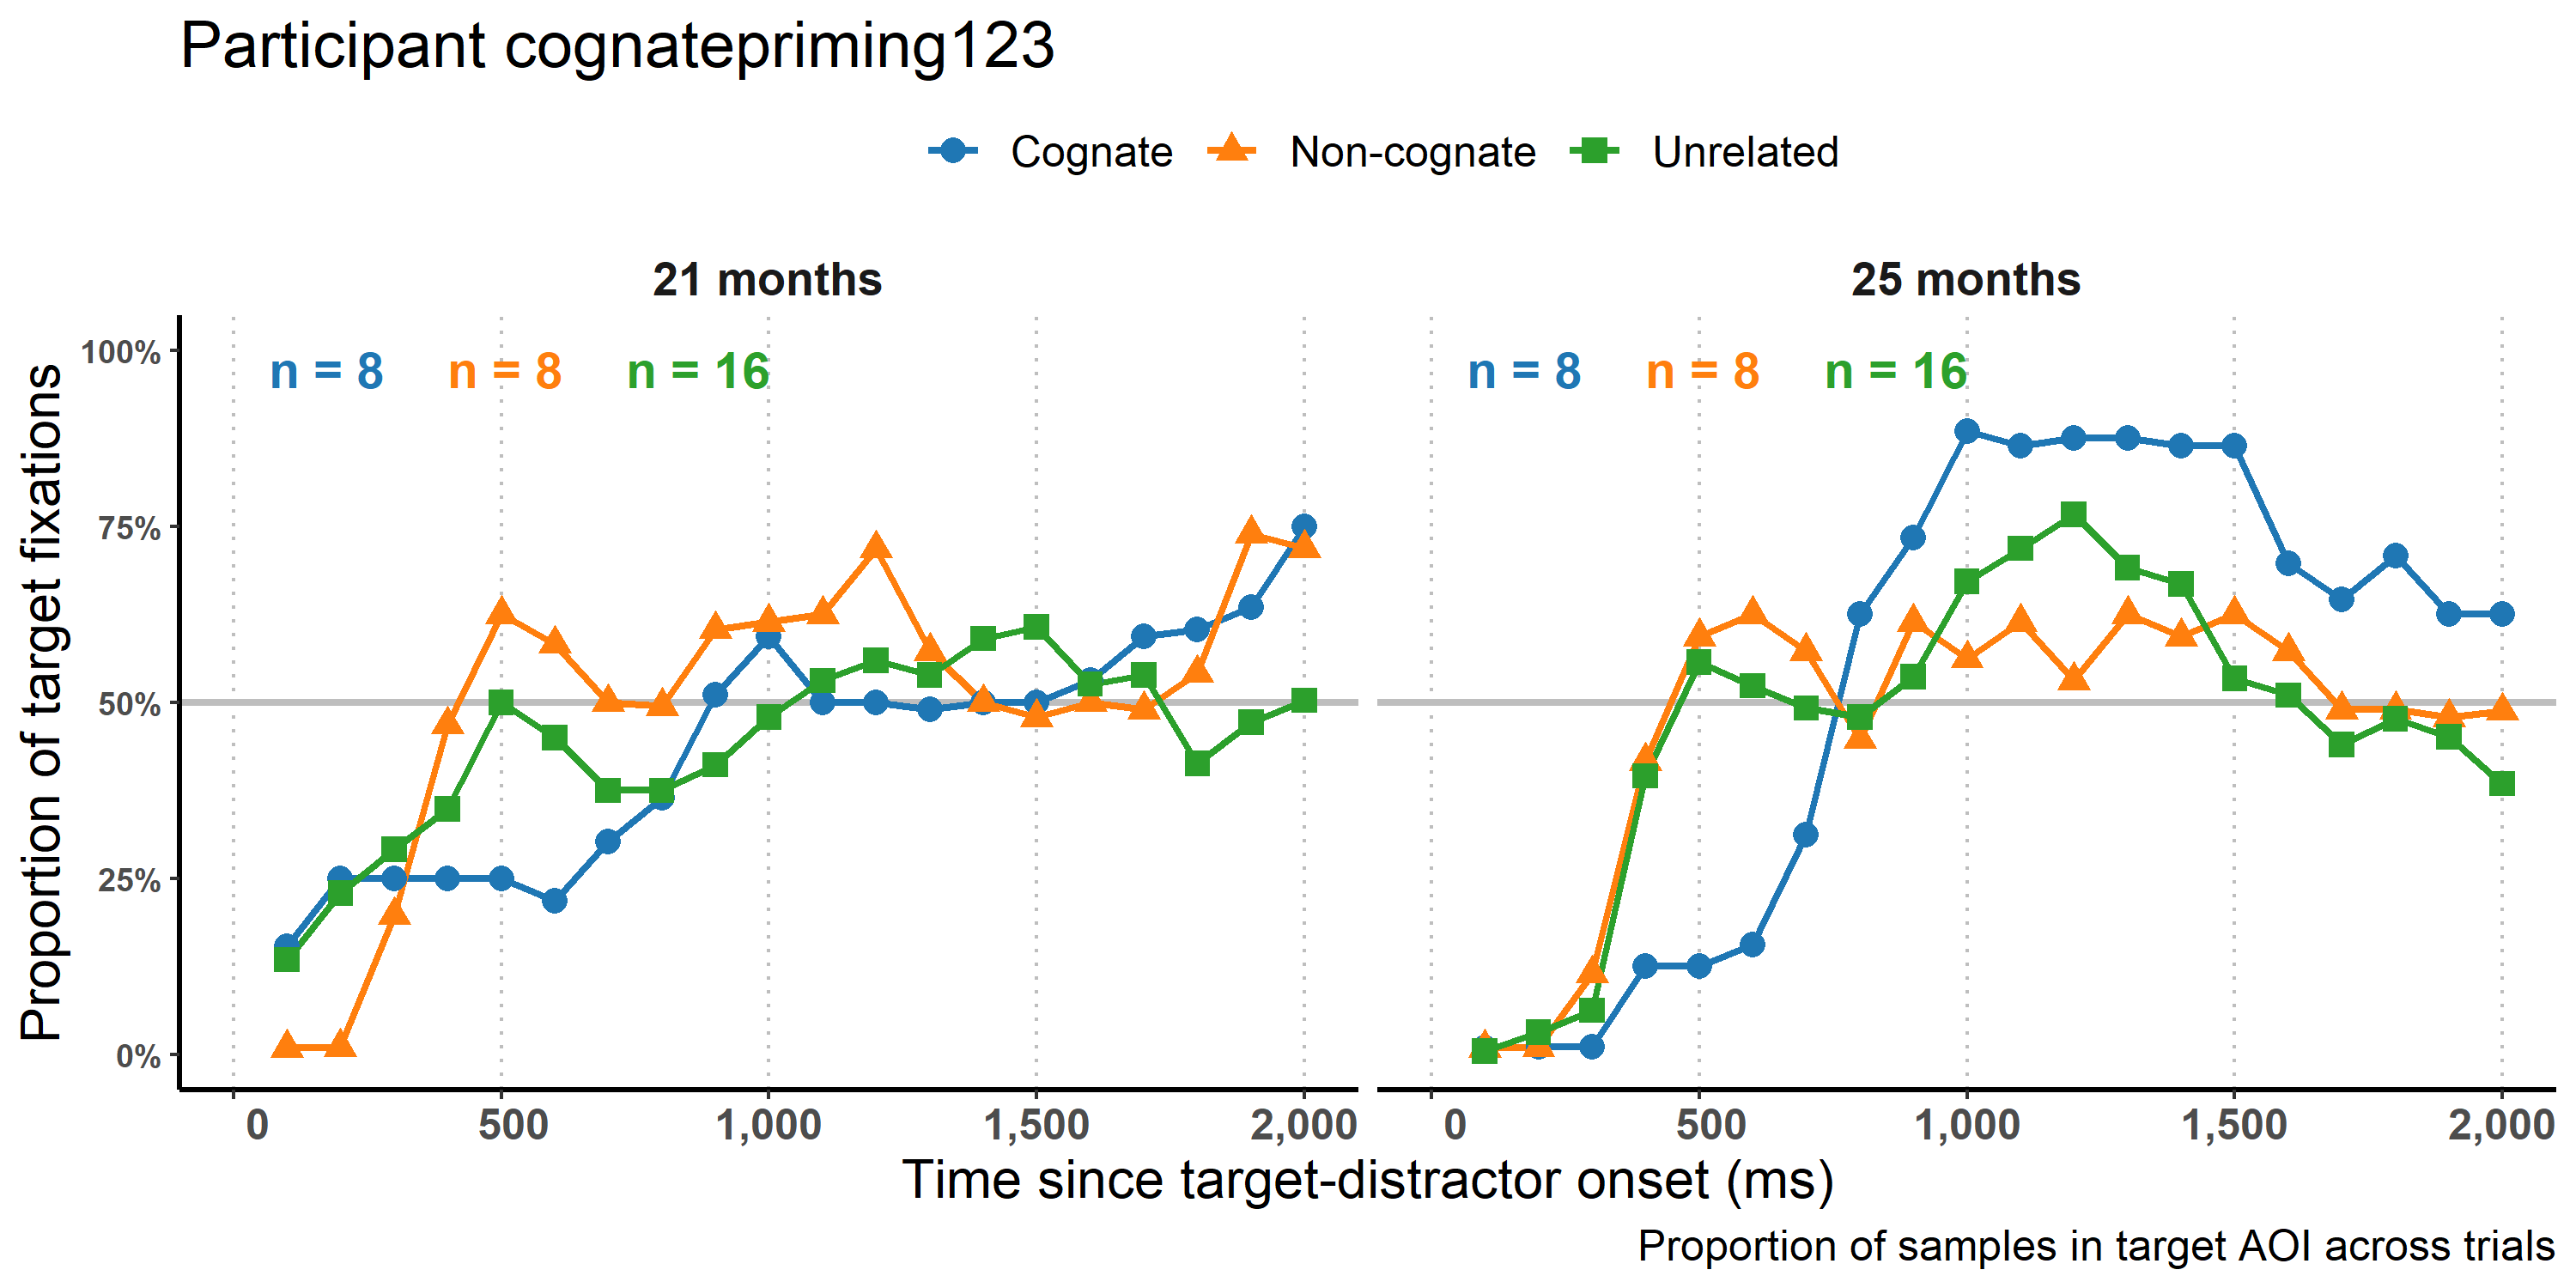 Participant cognatepriming123
Cognate Non-cognate Unrelated
21 months 25 months
n = 8 n = 8 n = 16 n = 8 n = 8 n = 16
Proportion of target fixations
100%
75%
50%
25%
0%
0 500 1,000 1,500 2,000 0 500 1,000 1,500 2,000
Time since target-distractor onset (ms)
Proportion of samples in target AOI across trials